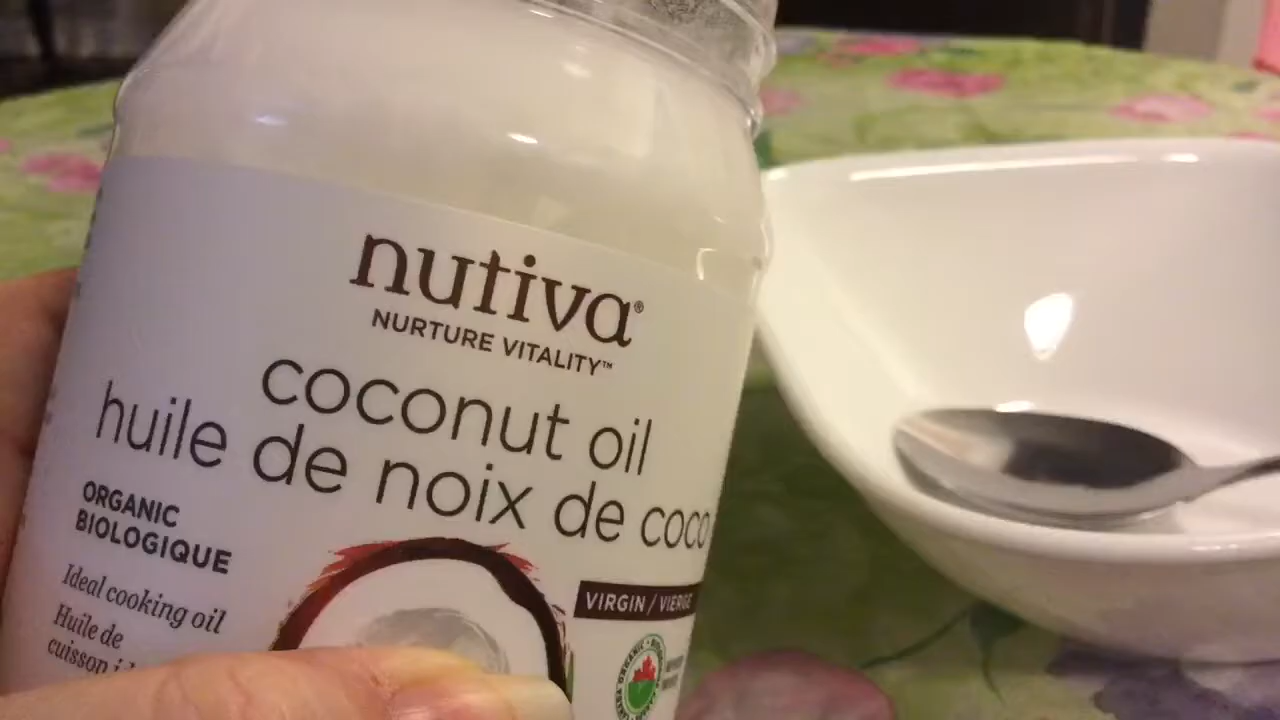 nutiva®
NURTURE VITALITY™
coconut oil
huile de noix de coco
ORGANIC
BIOLOGIQUE
Ideal cooking oil
Huile de
cuisson
VIRGIN / VIERGE